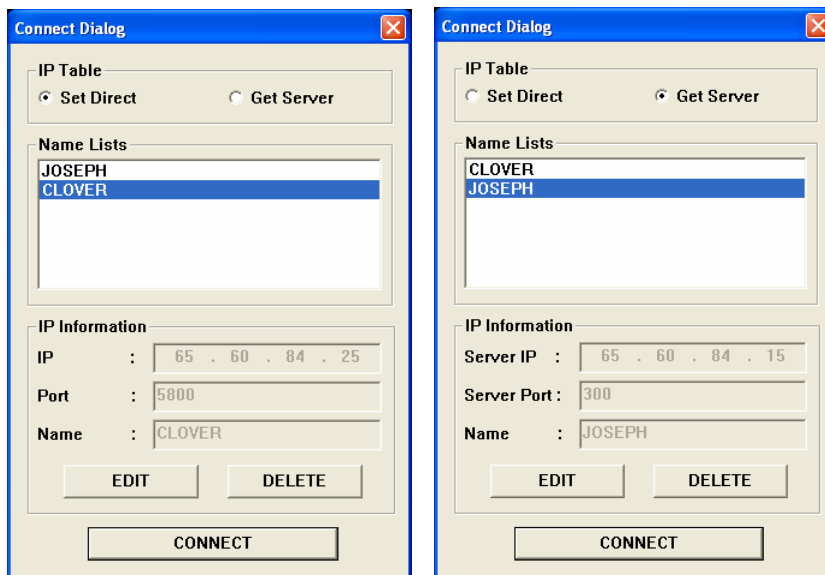 Connect Dialog
IP Table
Set Direct Get Server
Name Lists
JOSEPH
CLOVER
IP Information
IP : 65 . 60 . 84 . 25
Port : 5800
Name : CLOVER
EDIT DELETE
CONNECT
Connect Dialog
IP Table
Set Direct Get Server
Name Lists
CLOVER
JOSEPH
IP Information
Server IP : 65 . 60 . 84 . 15
Server Port : 300
Name : JOSEPH
EDIT DELETE
CONNECT